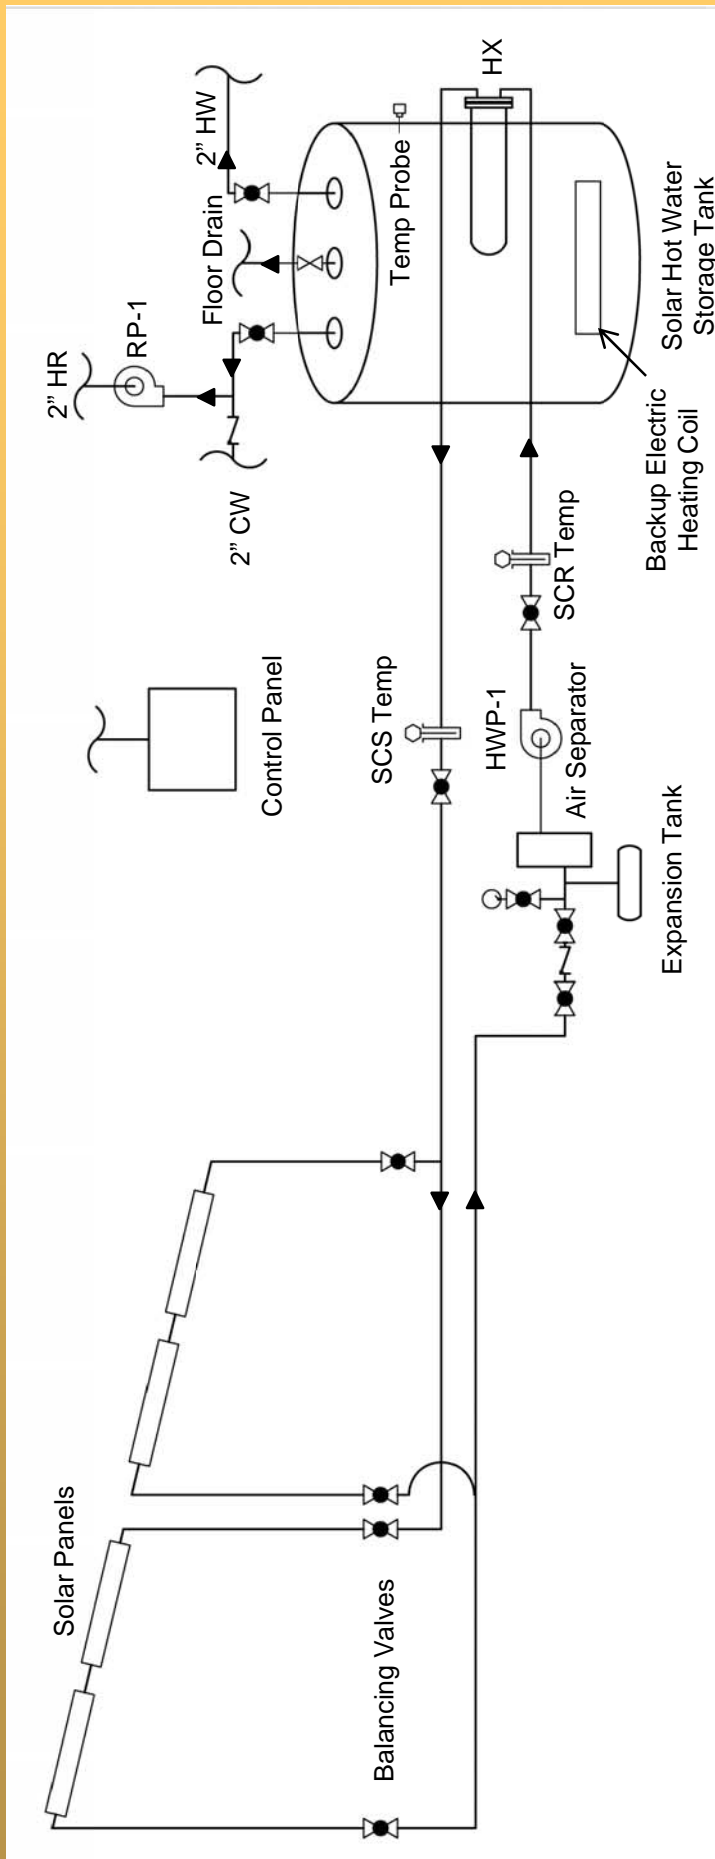 Solar Panels
Balancing Valves
Control Panel
SCS Temp
HWP-1
Air Separator
Expansion Tank
SCR Temp
2” HR
RP-1
2” CW
Floor Drain
2” HW
Temp Probe
HX
Backup Electric
Heating Coil
Solar Hot Water
Storage Tank